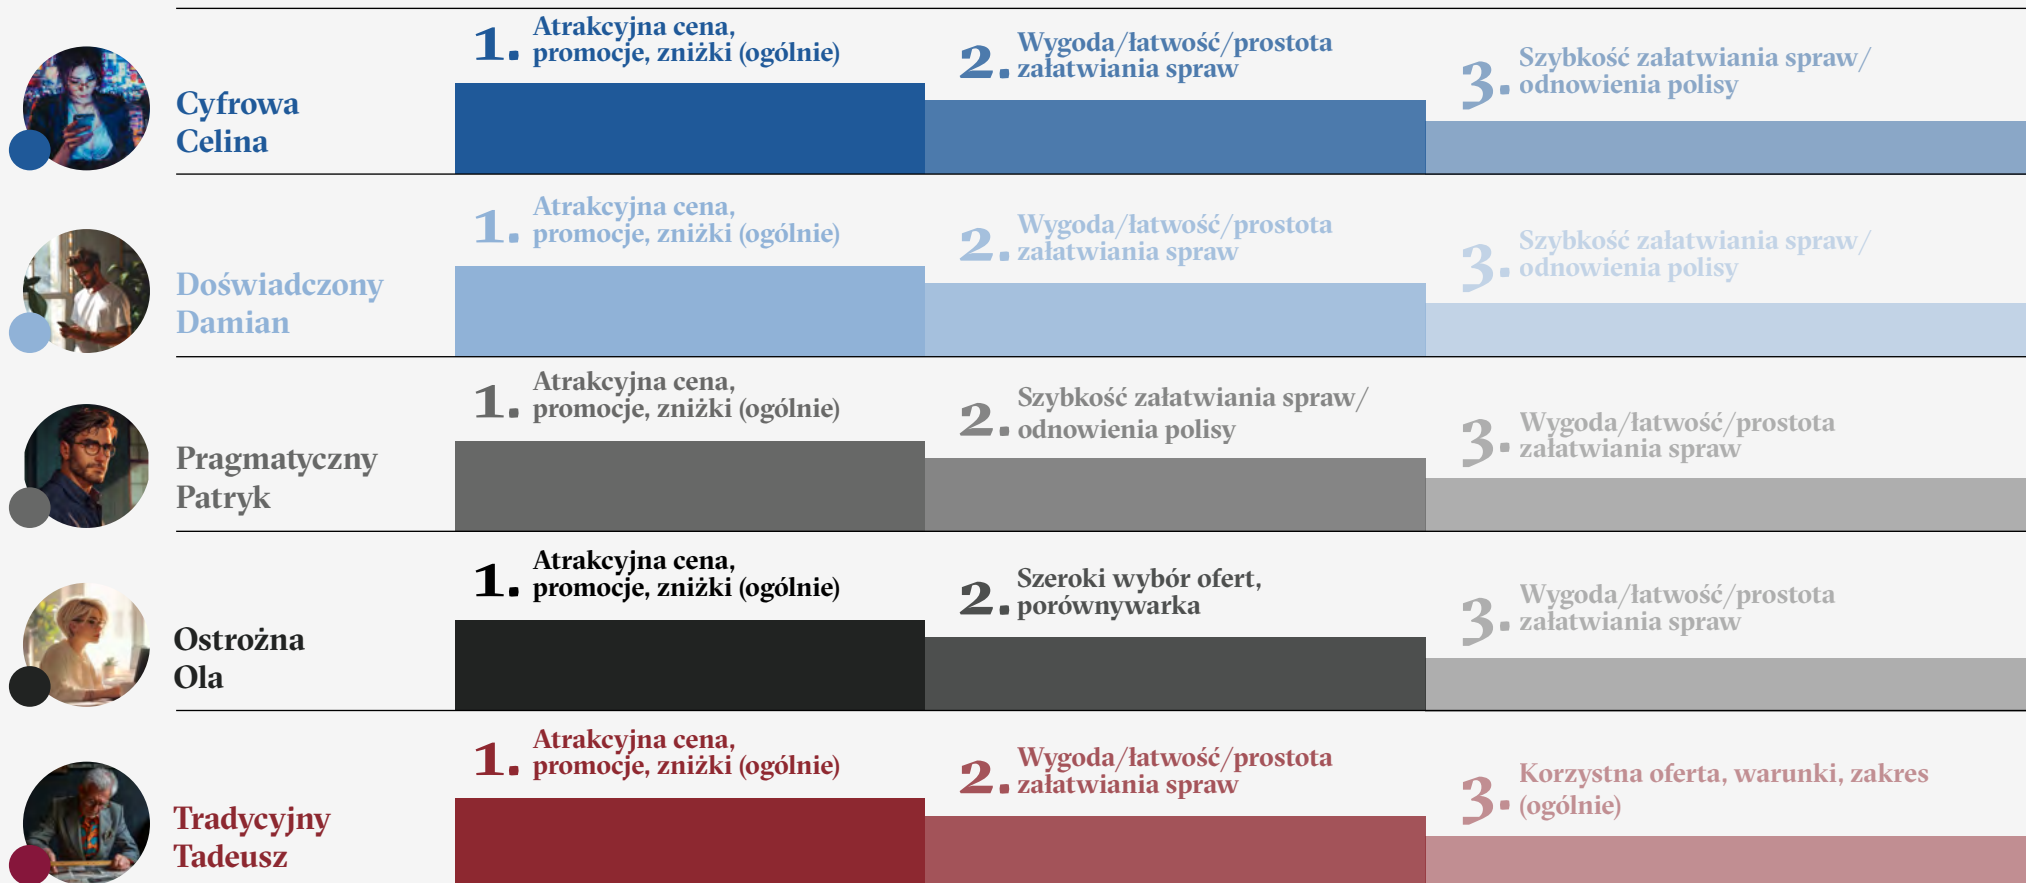 Cyfrowa
Celina
1. Atrakcyjna cena,
promocje, zniżki (ogólnie)
2. Wygoda/łatwość/prostota
załatwiania spraw
3. Szybkość załatwiania spraw/
odnowienia polisy
Doświadczony
Damian
1. Atrakcyjna cena,
promocje, zniżki (ogólnie)
2. Wygoda/łatwość/prostota
załatwiania spraw
3. Szybkość załatwiania spraw/
odnowienia polisy
Pragmatyczny
Patryk
1. Atrakcyjna cena,
promocje, zniżki (ogólnie)
2. Szybkość załatwiania spraw/
odnowienia polisy
3. Wygoda/łatwość/prostota
załatwiania spraw
Ostrożna
Ola
1. Atrakcyjna cena,
promocje, zniżki (ogólnie)
2. Szeroki wybór ofert,
porównywarka
3. Wygoda/łatwość/prostota
załatwiania spraw
Tradycyjny
Tadeusz
1. Atrakcyjna cena,
promocje, zniżki (ogólnie)
2. Wygoda/łatwość/prostota
załatwiania spraw
3. Korzystna oferta, warunki, zakres
(ogólnie)